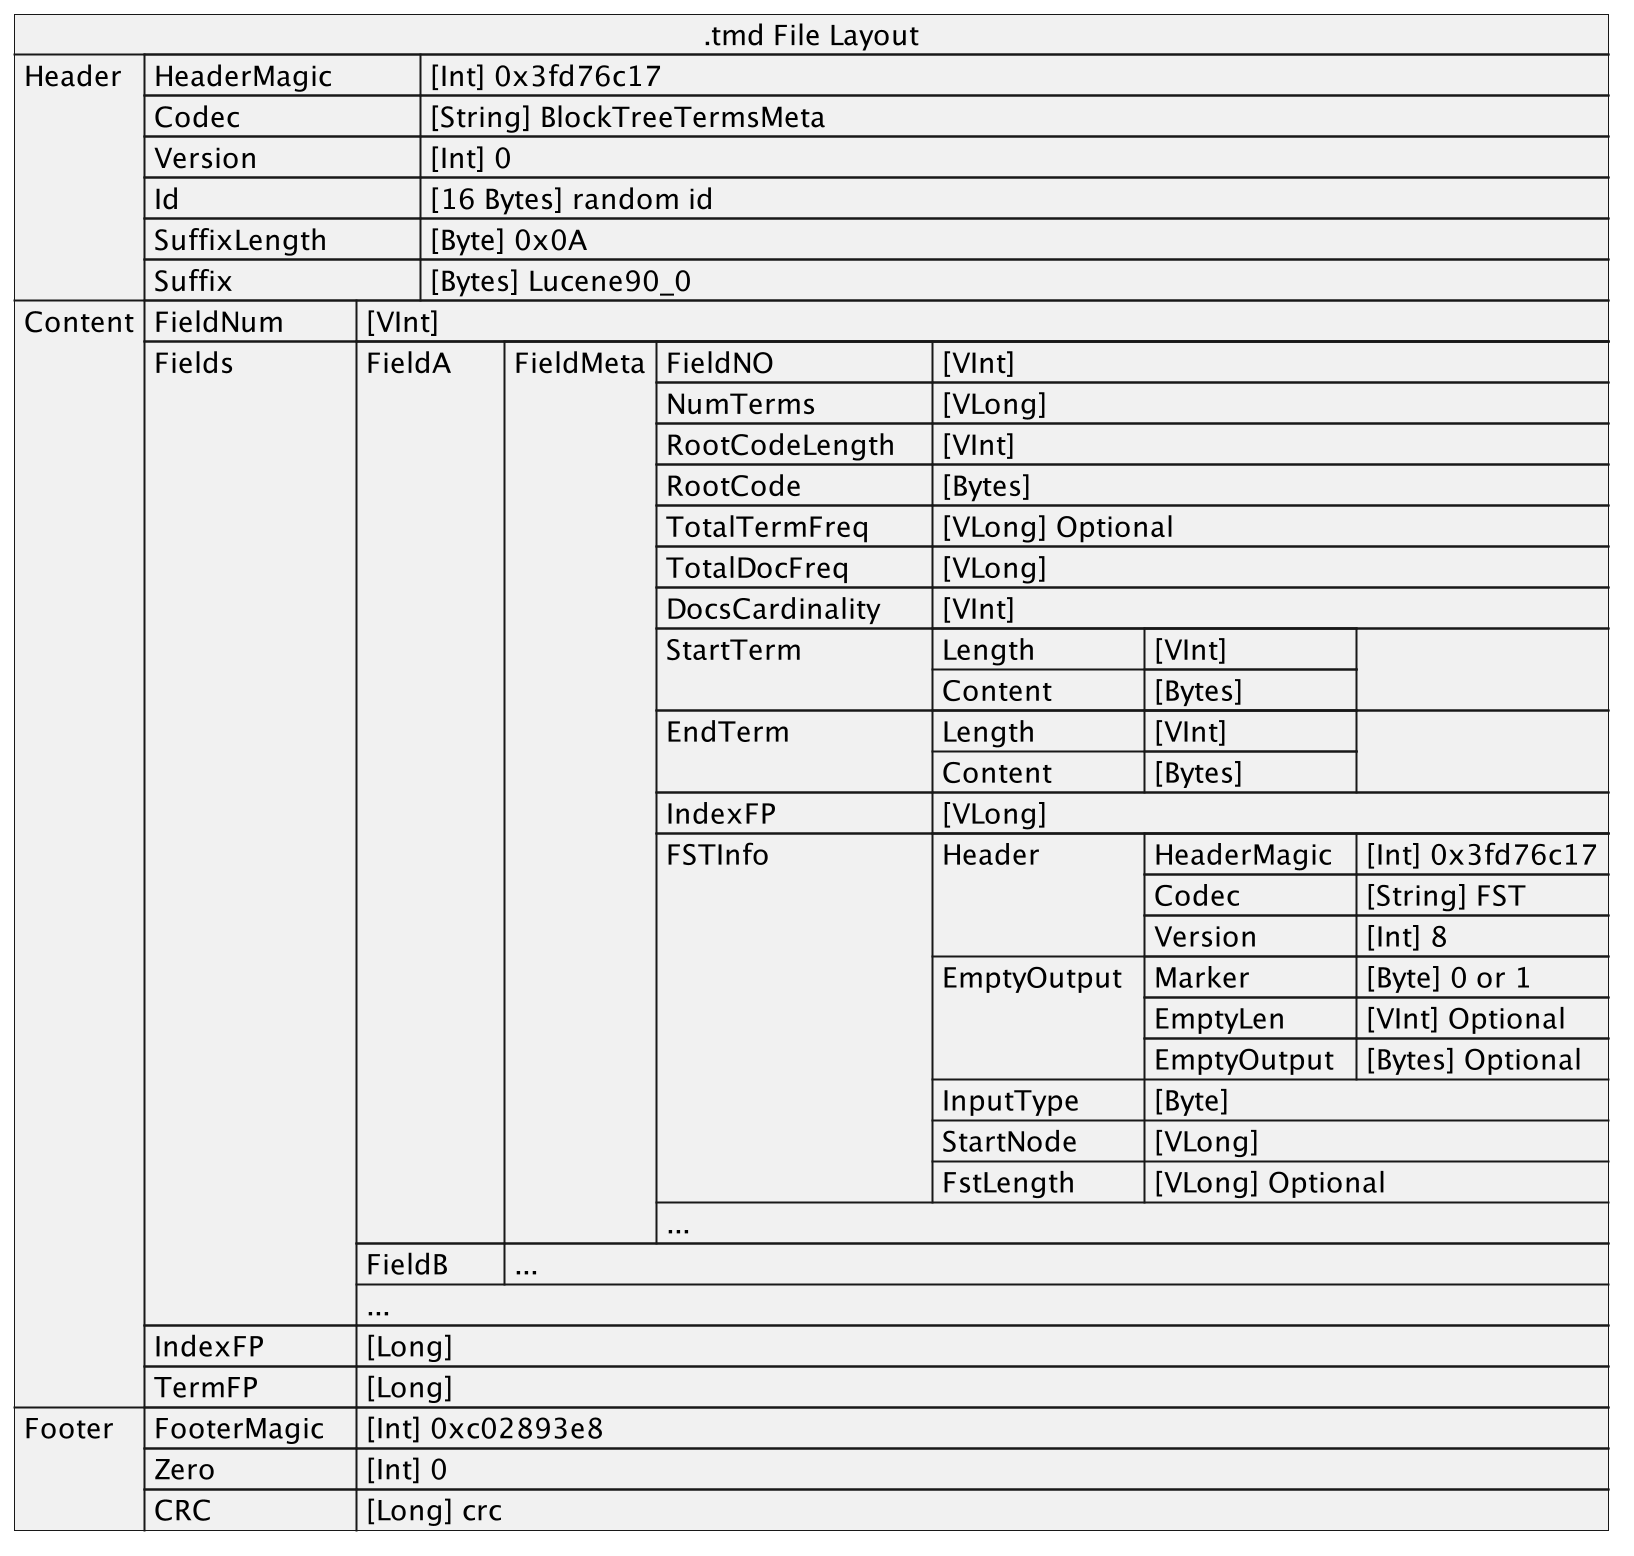 .tmd File Layout
Header HeaderMagic [Int] 0x3fd76c17
Codec [String] BlockTreeTermsMeta
Version [Int] 0
Id [16 Bytes] random id
SuffixLength [Byte] 0x0A
Suffix [Bytes] Lucene90_0
Content FieldNum [VInt]
Fields FieldA FieldMeta FieldNO [VInt]
NumTerms [VLong]
RootCodeLength [VInt]
RootCode [Bytes]
TotalTermFreq [VLong] Optional
TotalDocFreq [VLong]
DocsCardinality [VInt]
StartTerm Length [VInt]
Content [Bytes]
EndTerm Length [VInt]
Content [Bytes]
IndexFP [VLong]
FSTInfo Header HeaderMagic [Int] 0x3fd76c17
Codec [String] FST
Version [Int] 8
EmptyOutput Marker [Byte] 0 or 1
EmptyLen [VInt] Optional
EmptyOutput [Bytes] Optional
InputType [Byte]
StartNode [VLong]
FstLength [VLong] Optional
...
FieldB ...
...
IndexFP [Long]
TermFP [Long]
Footer FooterMagic [Int] 0xc02893e8
Zero [Int] 0
CRC [Long] crc